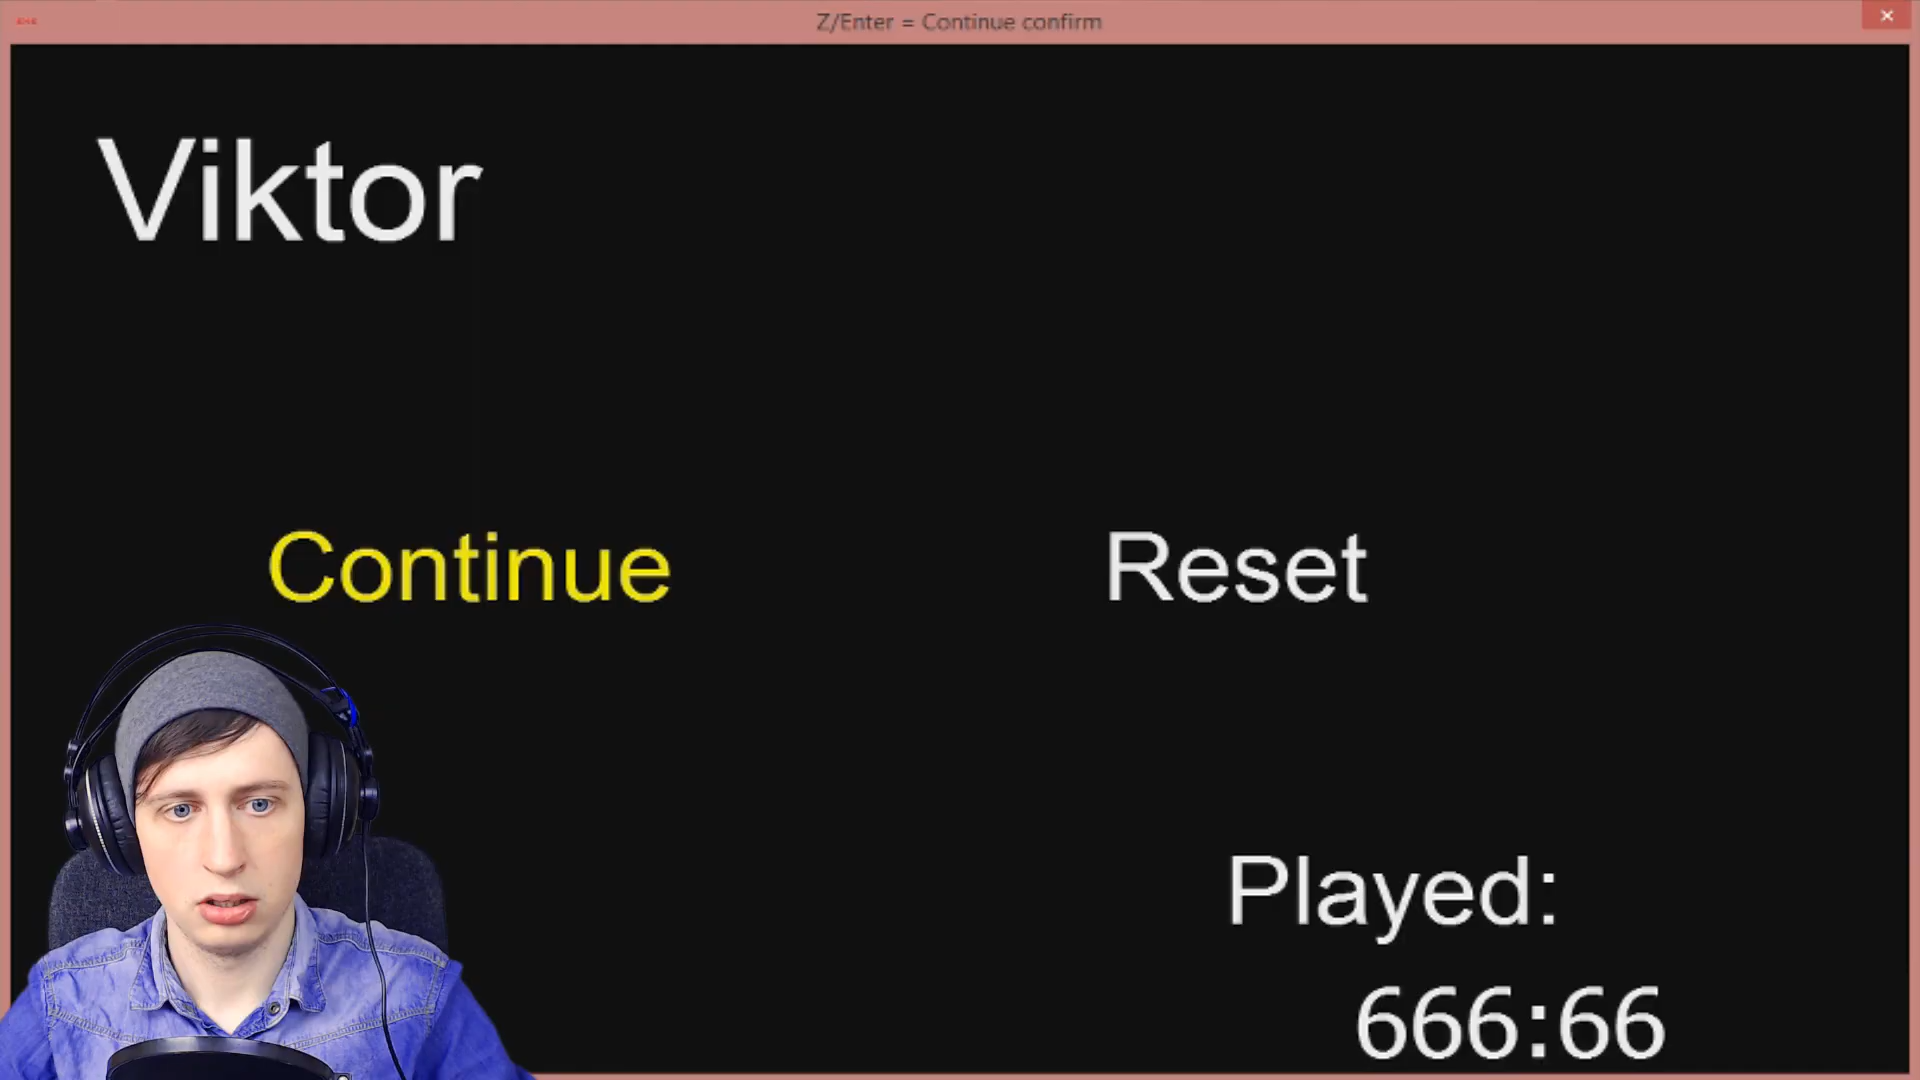 Z/Enter = Continue confirm
Viktor
Continue
Reset
Played:
666:66